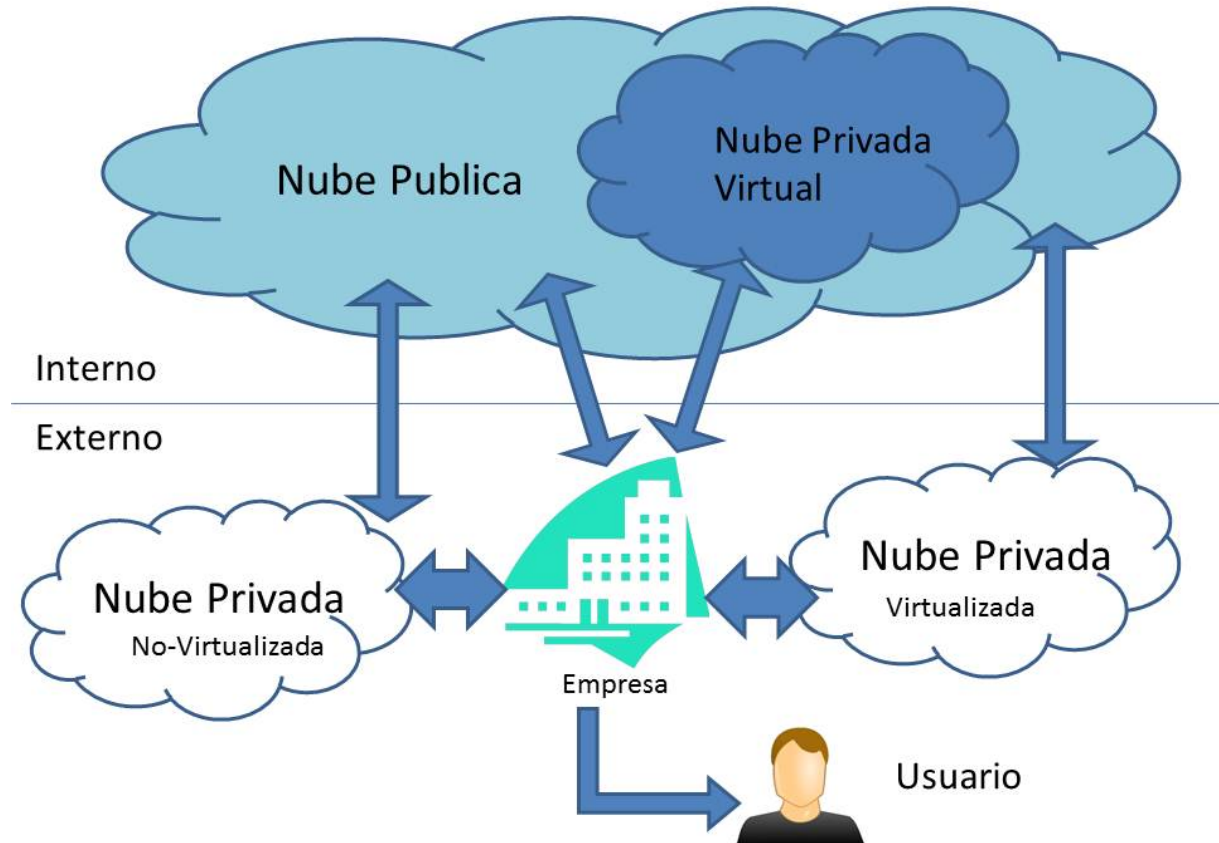 Nube Publica
Nube Privada
Virtual
Interno
Externo
Nube Privada
No-Virtualizada
Empresa
Nube Privada
Virtualizada
Usuario